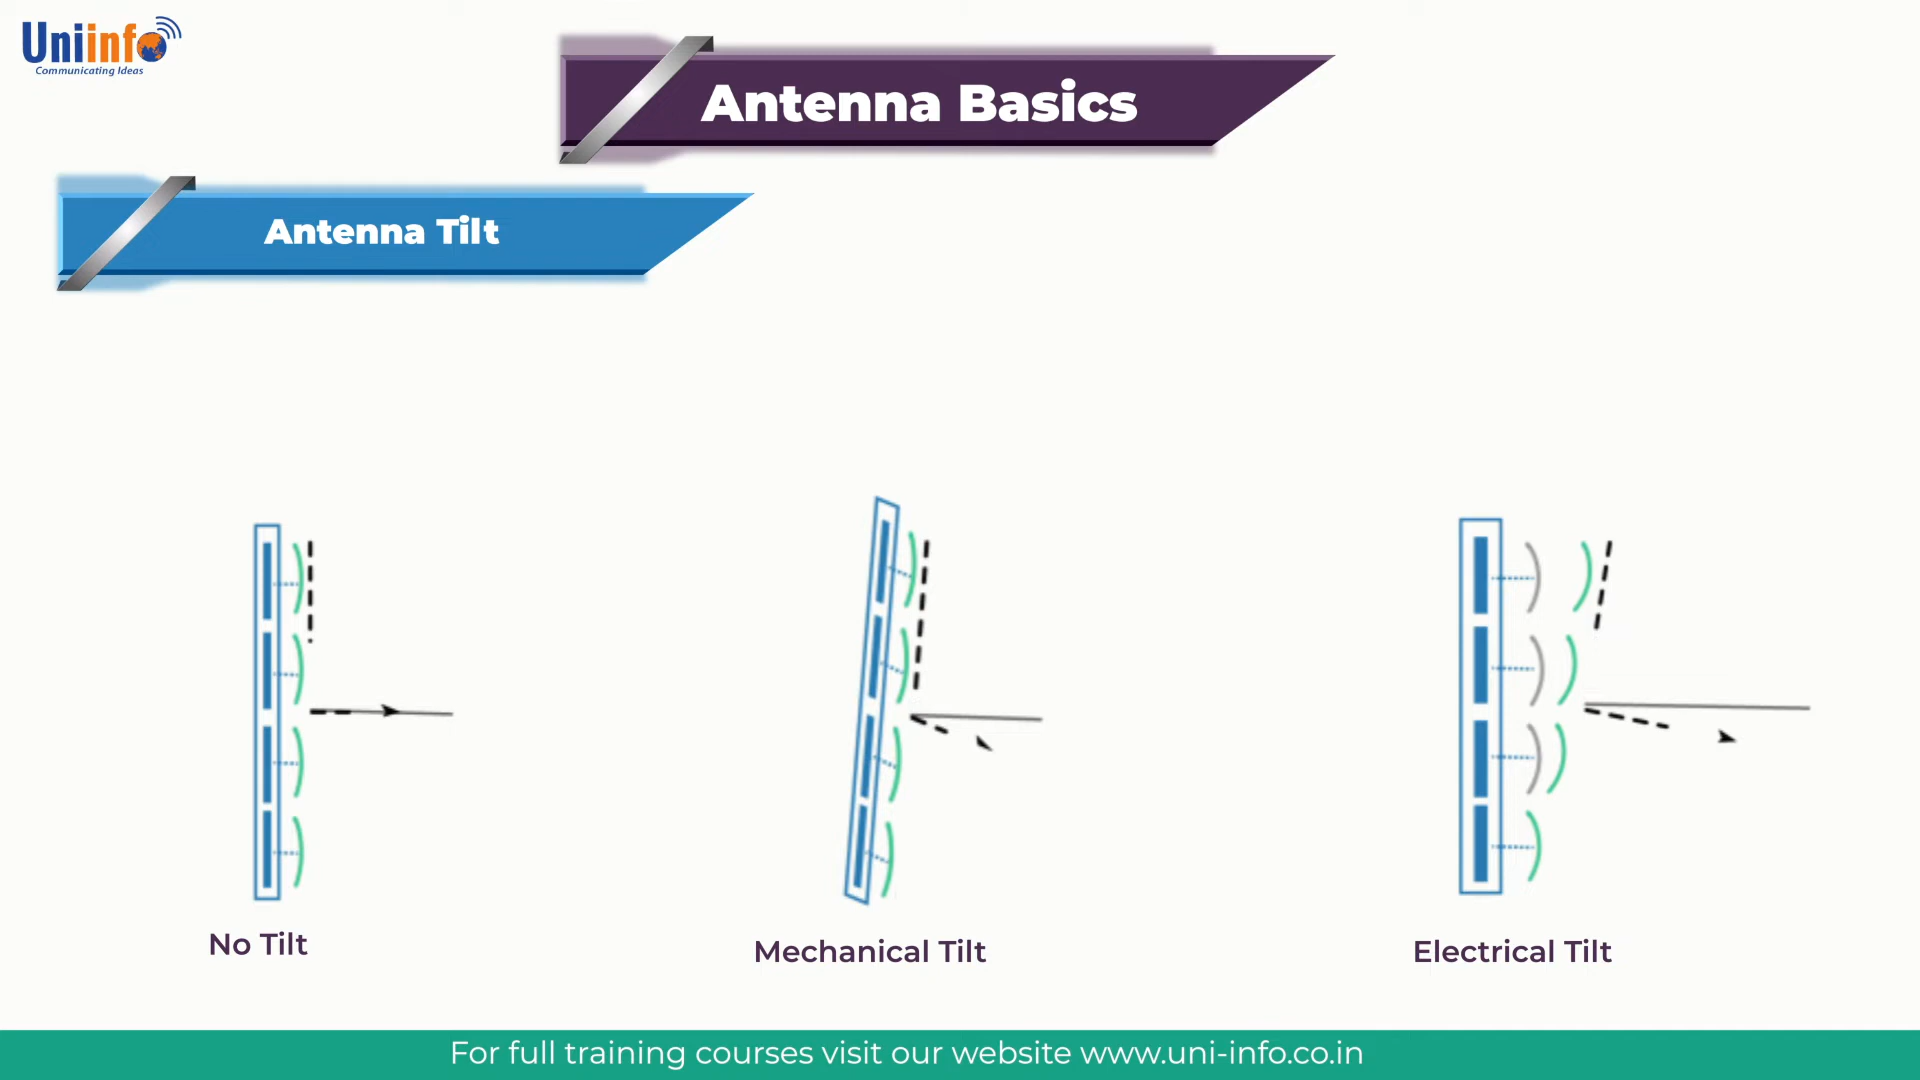 Uniinfo
Communicating Ideas
Antenna Basics
Antenna Tilt
No Tilt
Mechanical Tilt
Electrical Tilt
For full training courses visit our website www.uni-info.co.in